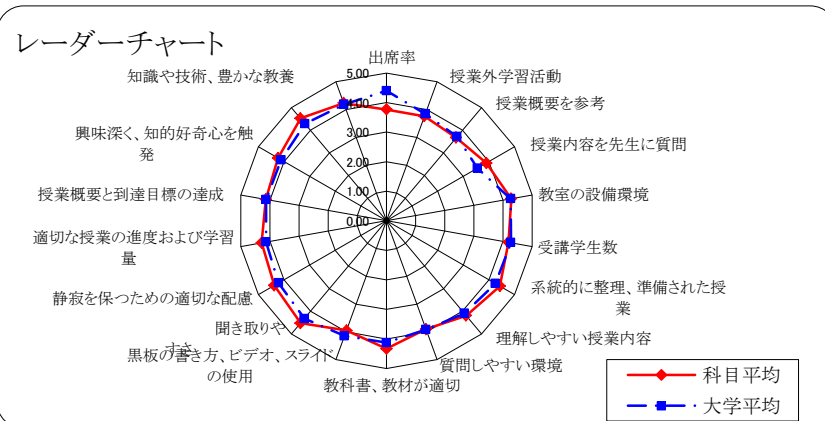 レーダーチャート
出席率
授業外学習活動
授業概要を参考
授業内容を先生に質問
教室の設備環境
受講学生数
系統的に整理、準備された授
業
理解しやすい授業内容
質問しやすい環境
教科書、教材が適切
黒板の書き方、ビデオ、スライド
の使用
聞き取りや
すさ
静寂を保つための適切な配慮
適切な授業の進度および学習
量
授業概要と到達目標の達成
興味深く、知的好奇心を触
発
知識や技術、豊かな教養
5.00
4.00
3.00
2.00
1.00
0.00
科目平均
大学平均